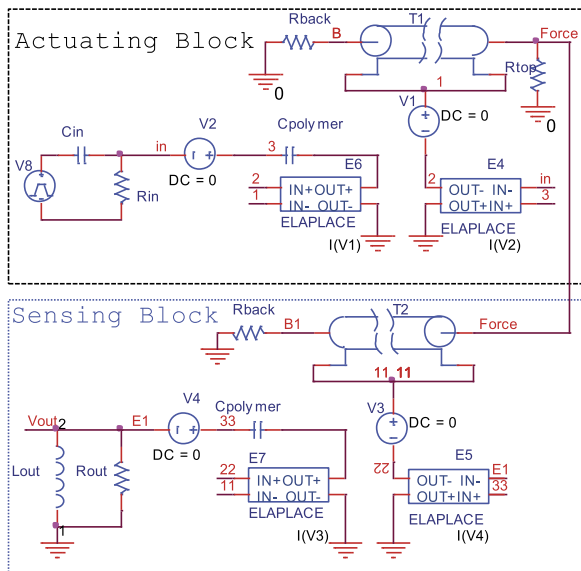 Actuating Block
Rback
B
T1
Force
0
1
Rtop
0
V1
DC = 0
Cin
in
V2
3
Cpolymer
V8
Rin
DC = 0
E6
2 IN+ OUT+
1 IN- OUT-
ELAPLACE
I(V1)
E4
2 OUT- IN- in
OUT+ IN+ 3
ELAPLACE
I(V2)
Sensing Block
Rback
B1
T2
Force
11 11
V3
DC = 0
Vout 2
E1
V4
33
Cpolymer
Lout
Rout
DC = 0
1
E7
22 IN+ OUT+
11 IN- OUT-
ELAPLACE
I(V3)
E5
22 OUT- IN- E1
OUT+ IN+ 33
ELAPLACE
I(V4)